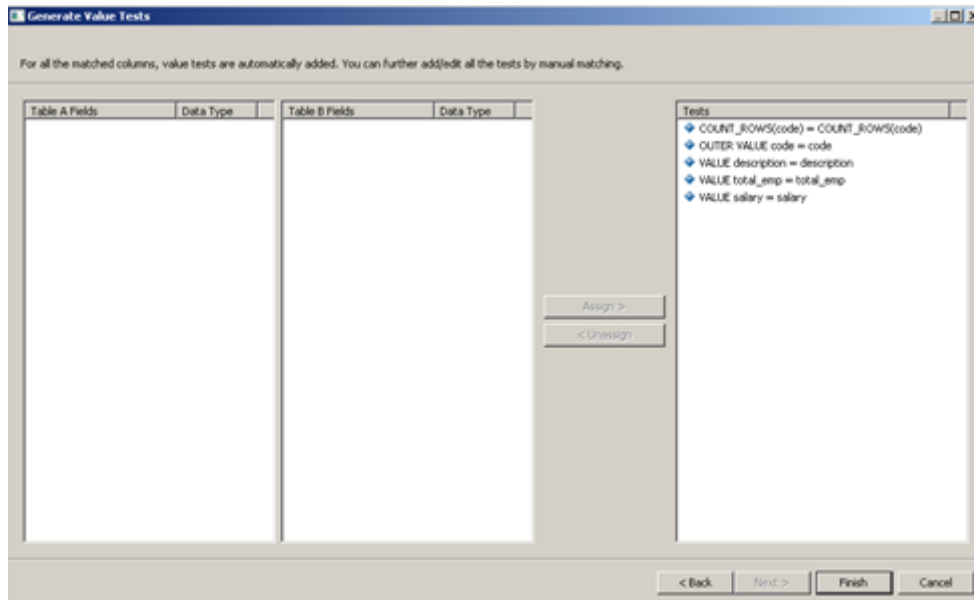 Generate Value Tests
For all the matched columns, value tests are automatically added. You can further add/edit all the tests by manual matching.
Table A Fields Data Type
Table B Fields Data Type
Tests
COUNT_ROWS(code) = COUNT_ROWS(code)
OUTER VALUE code = code
VALUE description = description
VALUE total_emp = total_emp
VALUE salary = salary
Assign >
< Unassign
< Back Next > Finish Cancel